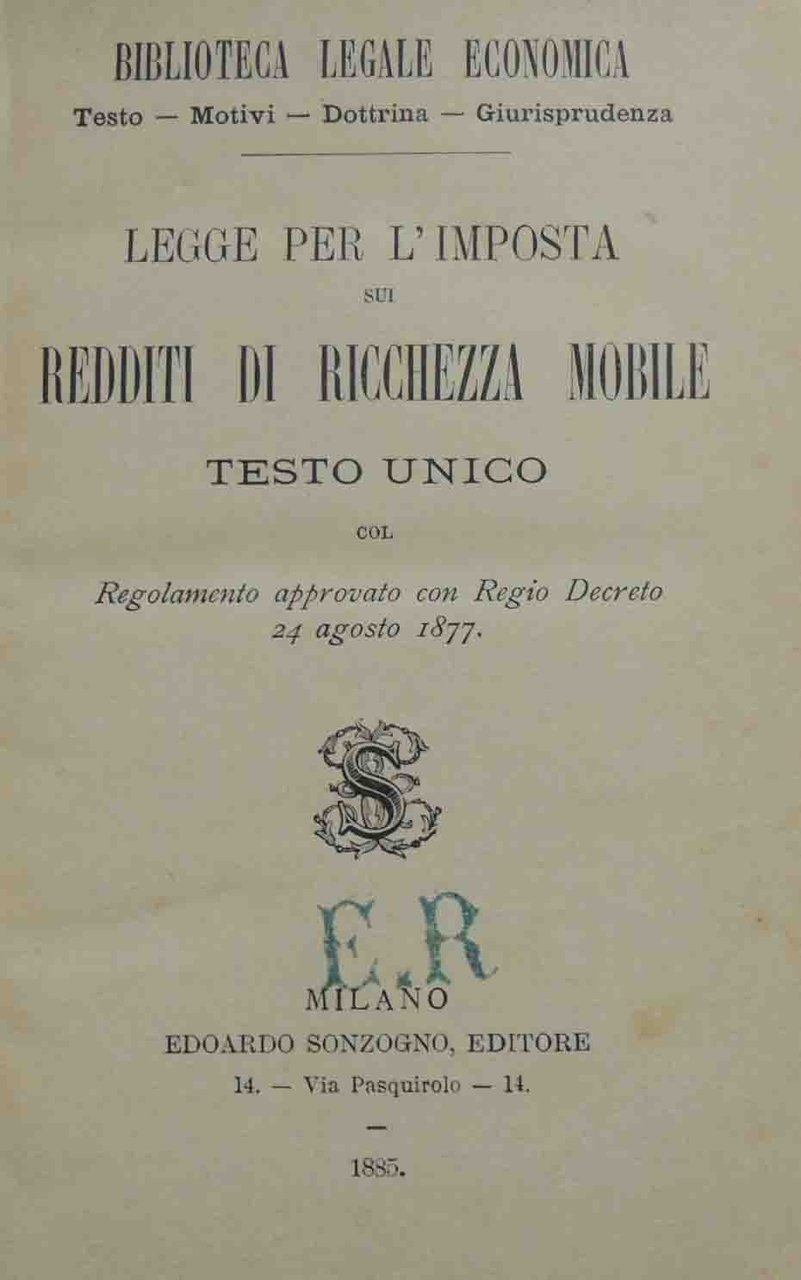 BIBLIOTECA LEGALE ECONOMICA
Testo — Motivi — Dottrina — Giurisprudenza
LEGGE PER L'IMPOSTA
SUI
REDDITI DI RICCHEZZA MOBILE
TESTO UNICO
COL
Regolamento approvato con Regio Decreto
24 agosto 1877.
S
E.R
MILANO
EDOARDO SONZOGNO, EDITORE
14. — Via Pasquirolo — 14.
—
1885.